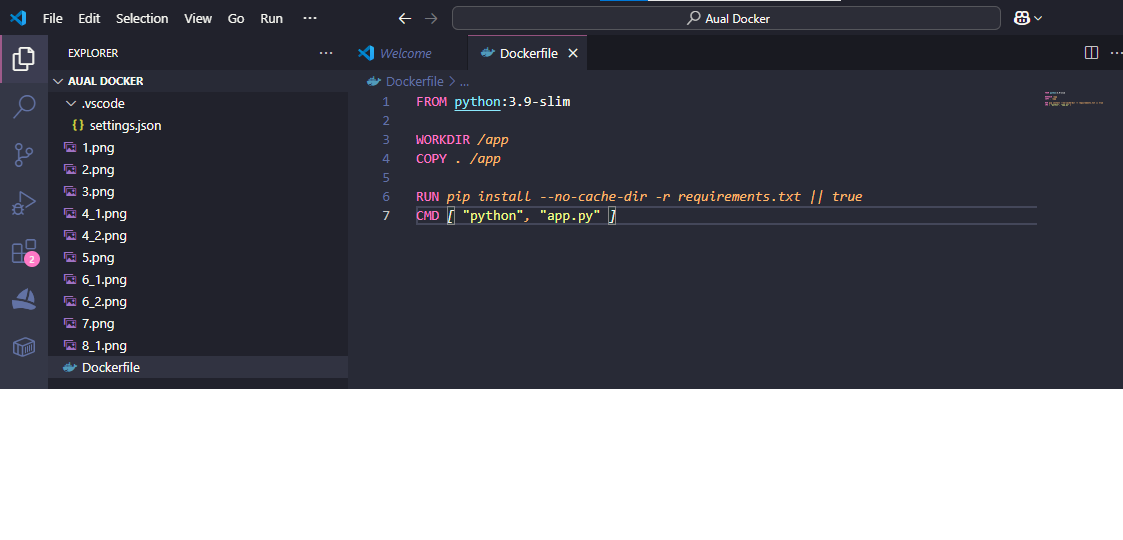 File Edit Selection View Go Run ··· ← → Aual Docker
EXPLORER ···
Welcome
Dockerfile ×
AUAL DOCKER
.vscode
{} settings.json
1.png
2.png
3.png
4_1.png
4_2.png
5.png
6_1.png
6_2.png
7.png
8_1.png
Dockerfile
2
Dockerfile > ...
1 FROM python:3.9-slim
2
3 WORKDIR /app
4 COPY . /app
5
6 RUN pip install --no-cache-dir -r requirements.txt || true
7 CMD [ "python", "app.py" ]